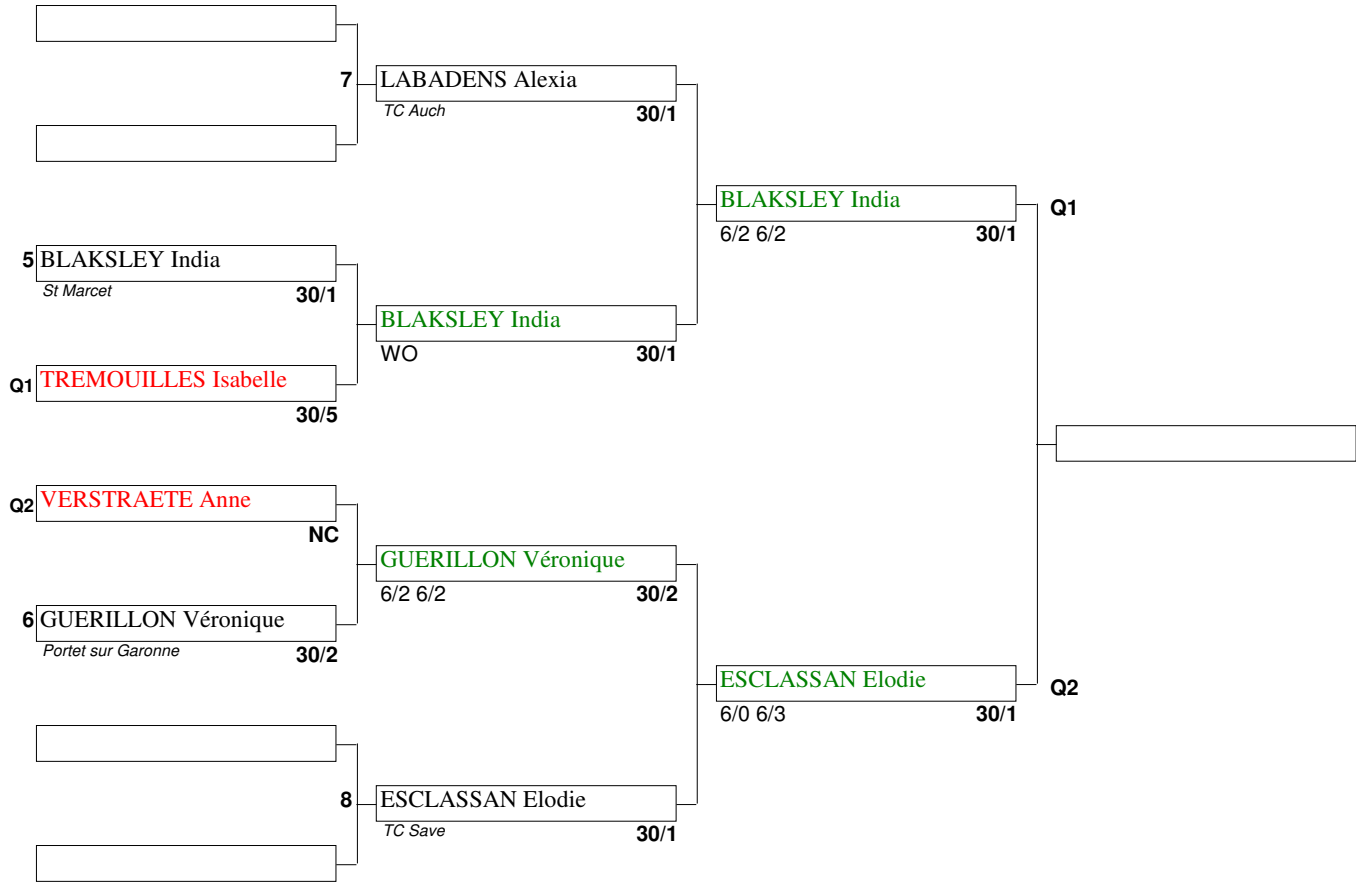 7 LABADENS Alexia
TC Auch 30/1
BLAKSLEY India Q1
6/2 6/2 30/1
5 BLAKSLEY India
St Marcet 30/1
BLAKSLEY India
WO 30/1
Q1 TREMOUILLES Isabelle
30/5
Q2 VERSTRAETE Anne
NC
GUERILLON Véronique
6/2 6/2 30/2
6 GUERILLON Véronique
Portet sur Garonne 30/2
ESCLASSAN Elodie Q2
6/0 6/3 30/1
8 ESCLASSAN Elodie
TC Save 30/1